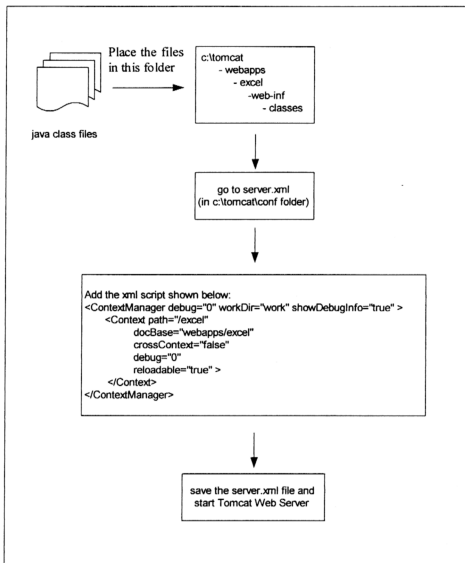 Place the files
in this folder
java class files
c:\tomcat
- webapps
- excel
-web-inf
- classes
go to server.xml
(in c:\tomcat\conf folder)
Add the xml script shown below:
<ContextManager debug="0" workDir="work" showDebugInfo="true" >
<Context path="/excel"
docBase="webapps/excel"
crossContext="false"
debug="0"
reloadable="true" >
</Context>
</ContextManager>
save the server.xml file and
start Tomcat Web Server